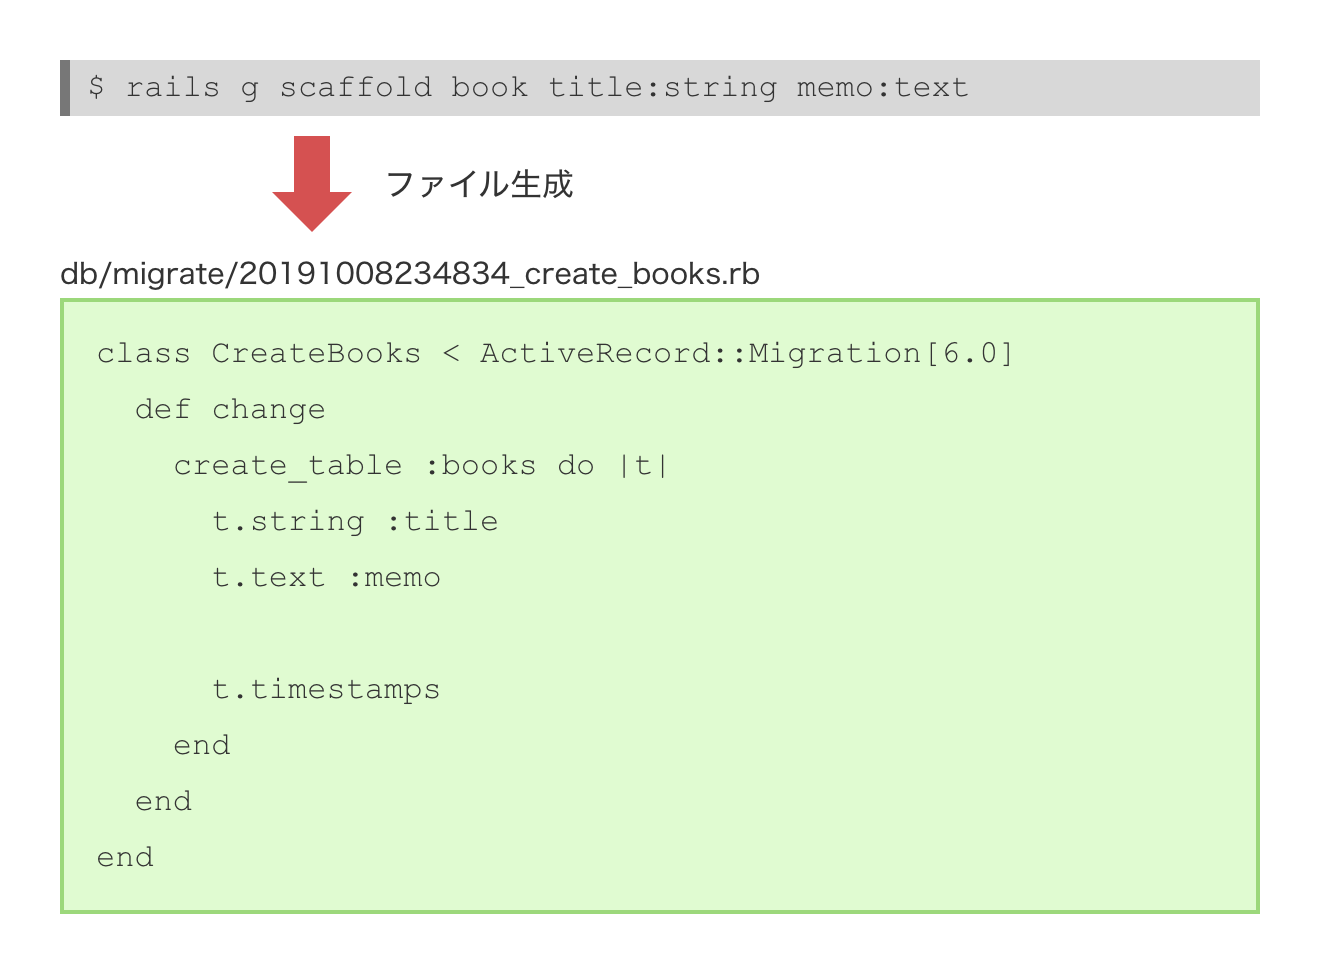 $ rails g scaffold book title:string memo:text
ファイル生成
db/migrate/20191008234834_create_books.rb
class CreateBooks < ActiveRecord::Migration[6.0]
  def change
    create_table :books do |t|
      t.string :title
      t.text :memo

      t.timestamps
    end
  end
end